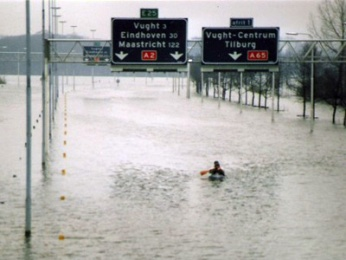 E25
Vught 3
Eindhoven 30
Maastricht 122
A2
afrit 1
Vught-Centrum
Tilburg
A65